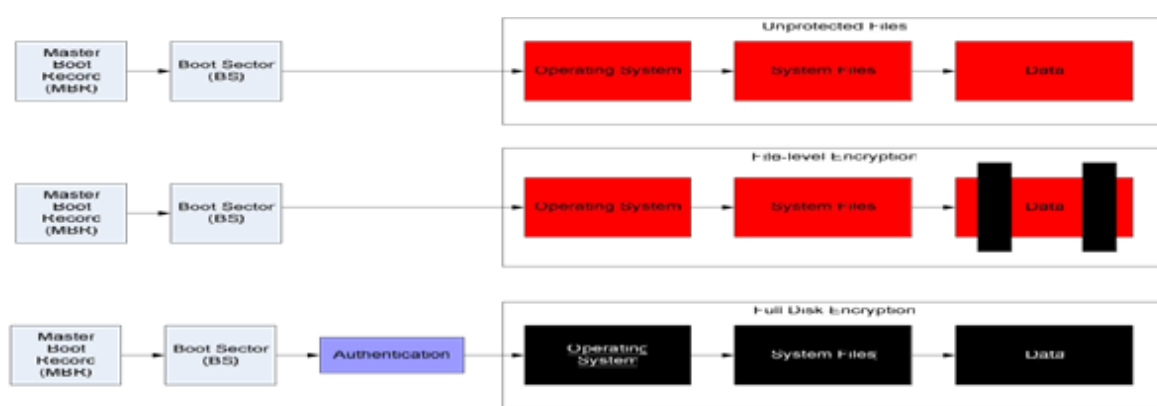 Unprotected Files
Master
Boot
Record
(MBR)
Boot Sector
(BS)
Operating System
System Files
Data
File-level Encryption
Master
Boot
Record
(MBR)
Boot Sector
(BS)
Operating System
System Files
Data
Full Disk Encryption
Master
Boot
Record
(MBR)
Boot Sector
(BS)
Authentication
Operating
System
System Files
Data